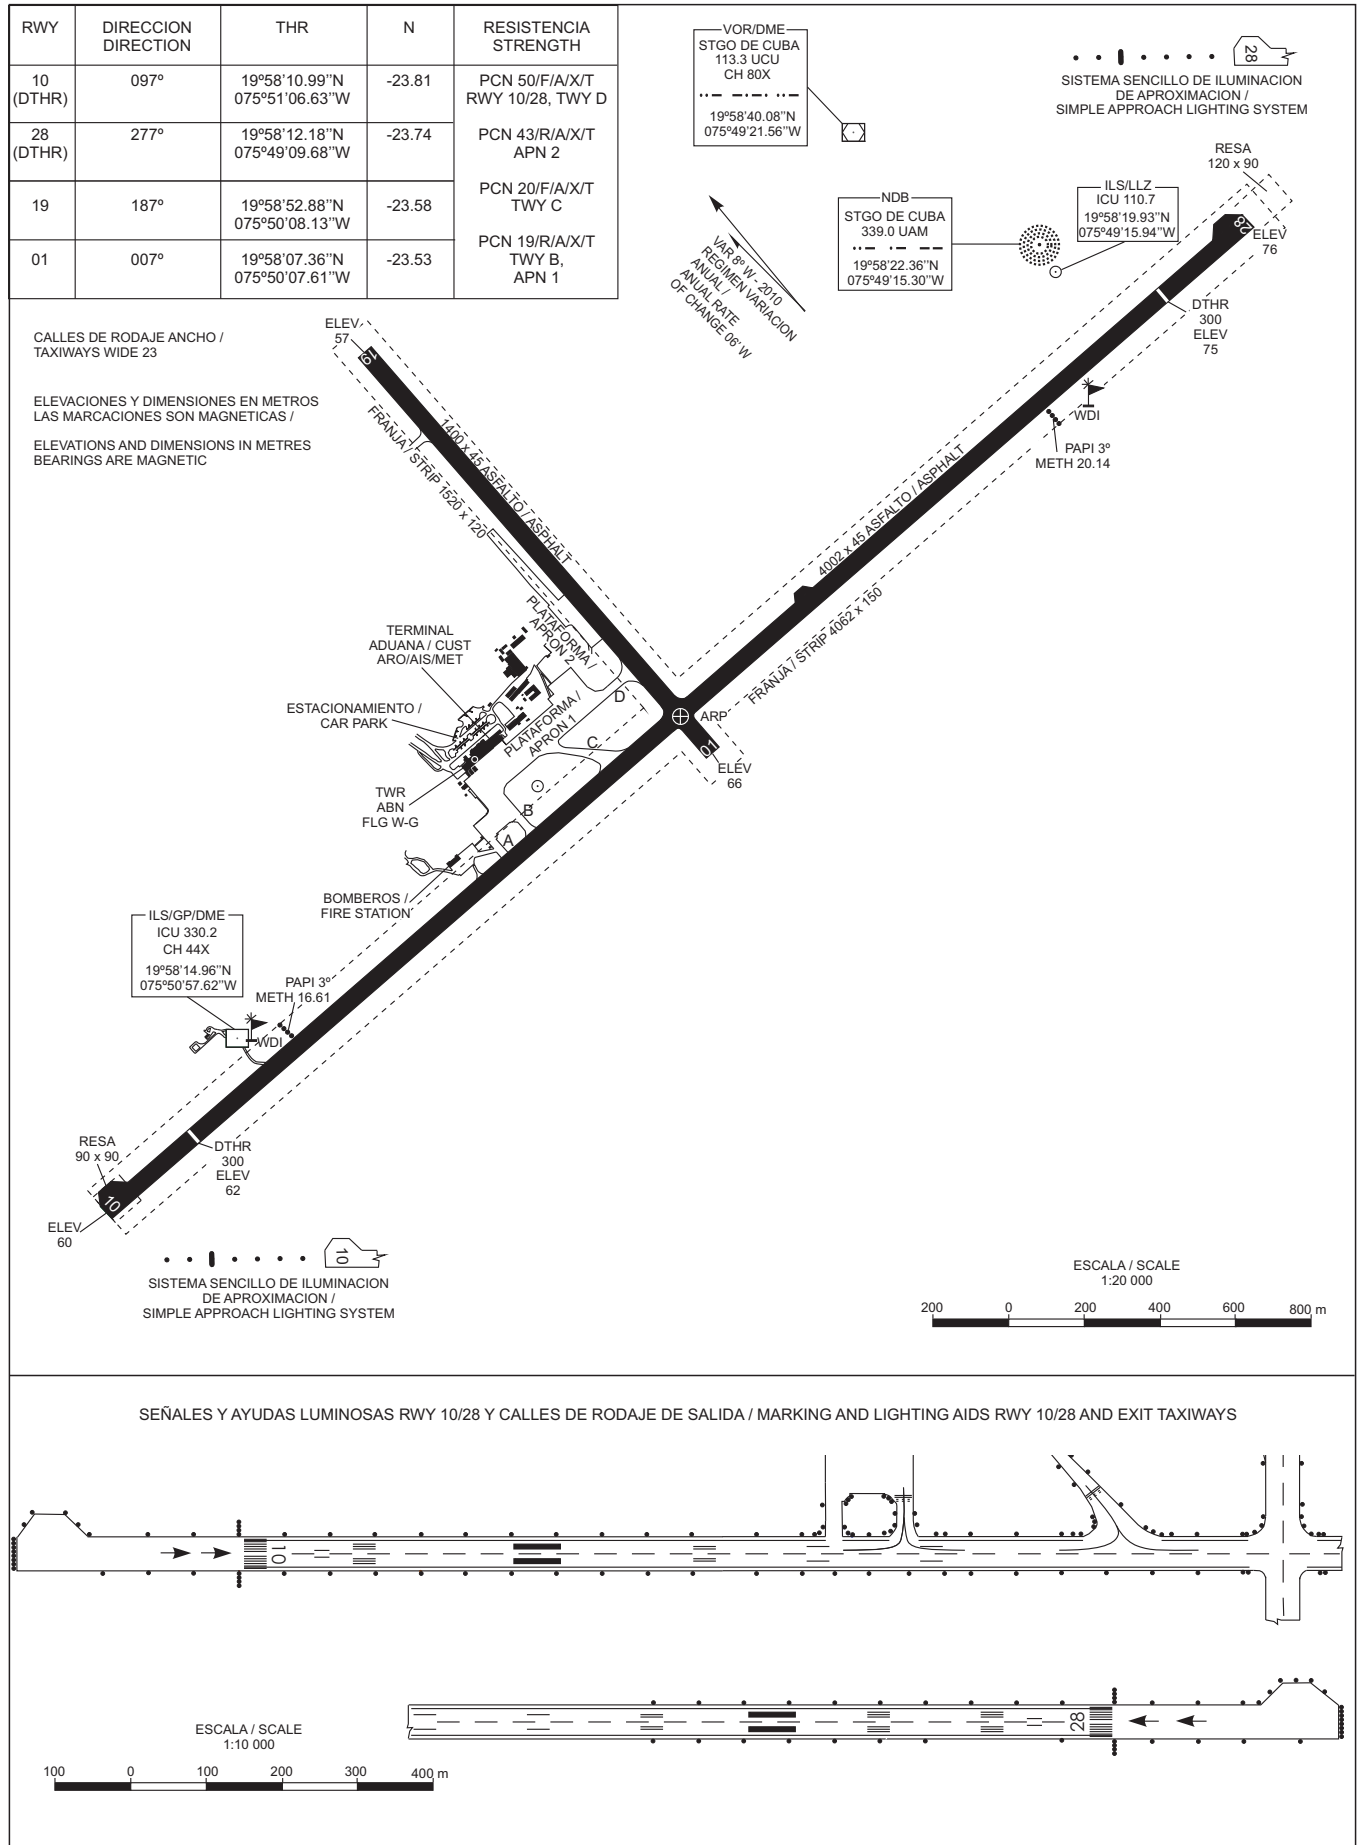 RWY
DIRECCION
DIRECTION
THR
N
RESISTENCIA
STRENGTH
10
(DTHR)
097º
19º58'10.99''N
075º51'06.63''W
-23.81
PCN 50/F/A/X/T
RWY 10/28, TWY D
28
(DTHR)
277º
19º58'12.18''N
075º49'09.68''W
-23.74
PCN 43/R/A/X/T
APN 2
19
187º
19º58'52.88''N
075º50'08.13''W
-23.58
PCN 20/F/A/X/T
TWY C
01
007º
19º58'07.36''N
075º50'07.61''W
-23.53
PCN 19/R/A/X/T
TWY B,
APN 1
VOR/DME
STGO DE CUBA
113.3 UCU
CH 80X
19º58'40.08''N
075º49'21.56''W
28
SISTEMA SENCILLO DE ILUMINACION
DE APROXIMACION /
SIMPLE APPROACH LIGHTING SYSTEM
RESA
120 x 90
NDB
STGO DE CUBA
339.0 UAM
19º58'22.36''N
075º49'15.30''W
ILS/LLZ
ICU 110.7
19º58'19.93''N
075º49'15.94''W
28
ELEV
76
VAR 8º W - 2010
REGIMEN VARIACION
ANUAL /
ANUAL RATE
OF CHANGE 06' W
DTHR
300
ELEV
75
CALLES DE RODAJE ANCHO /
TAXIWAYS WIDE 23
ELEVACIONES Y DIMENSIONES EN METROS
LAS MARCACIONES SON MAGNETICAS /
ELEVATIONS AND DIMENSIONS IN METRES
BEARINGS ARE MAGNETIC
ELEV
57
19
1400 x 45 ASFALTO / ASPHALT
FRANJA / STRIP 1520 x 120
WDI
PAPI 3º
METH 20.14
4002 x 45 ASFALTO / ASPHALT
FRANJA / STRIP 4062 x 150
PLATAFORMA /
APRON 2
TERMINAL
ADUANA / CUST
ARO/AIS/MET
ESTACIONAMIENTO /
CAR PARK
PLATAFORMA /
APRON 1
D
C
B
A
ARP
01
ELEV
66
TWR
ABN
FLG W-G
BOMBEROS /
FIRE STATION
ILS/GP/DME
ICU 330.2
CH 44X
19º58'14.96''N
075º50'57.62''W
PAPI 3º
METH 16.61
WDI
RESA
90 x 90
DTHR
300
ELEV
62
10
ELEV
60
10
SISTEMA SENCILLO DE ILUMINACION
DE APROXIMACION /
SIMPLE APPROACH LIGHTING SYSTEM
ESCALA / SCALE
1:20 000
200 0 200 400 600 800 m
SEÑALES Y AYUDAS LUMINOSAS RWY 10/28 Y CALLES DE RODAJE DE SALIDA / MARKING AND LIGHTING AIDS RWY 10/28 AND EXIT TAXIWAYS
10
28
ESCALA / SCALE
1:10 000
100 0 100 200 300 400 m